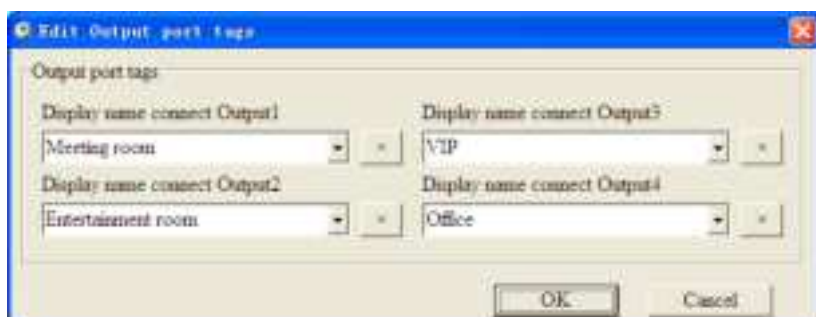 Edit Output port tags
Output port tags
Display name connect Output1
Display name connect Output3
Meeting room
VIP
Display name connect Output2
Display name connect Output4
Entertainment room
Office
OK
Cancel